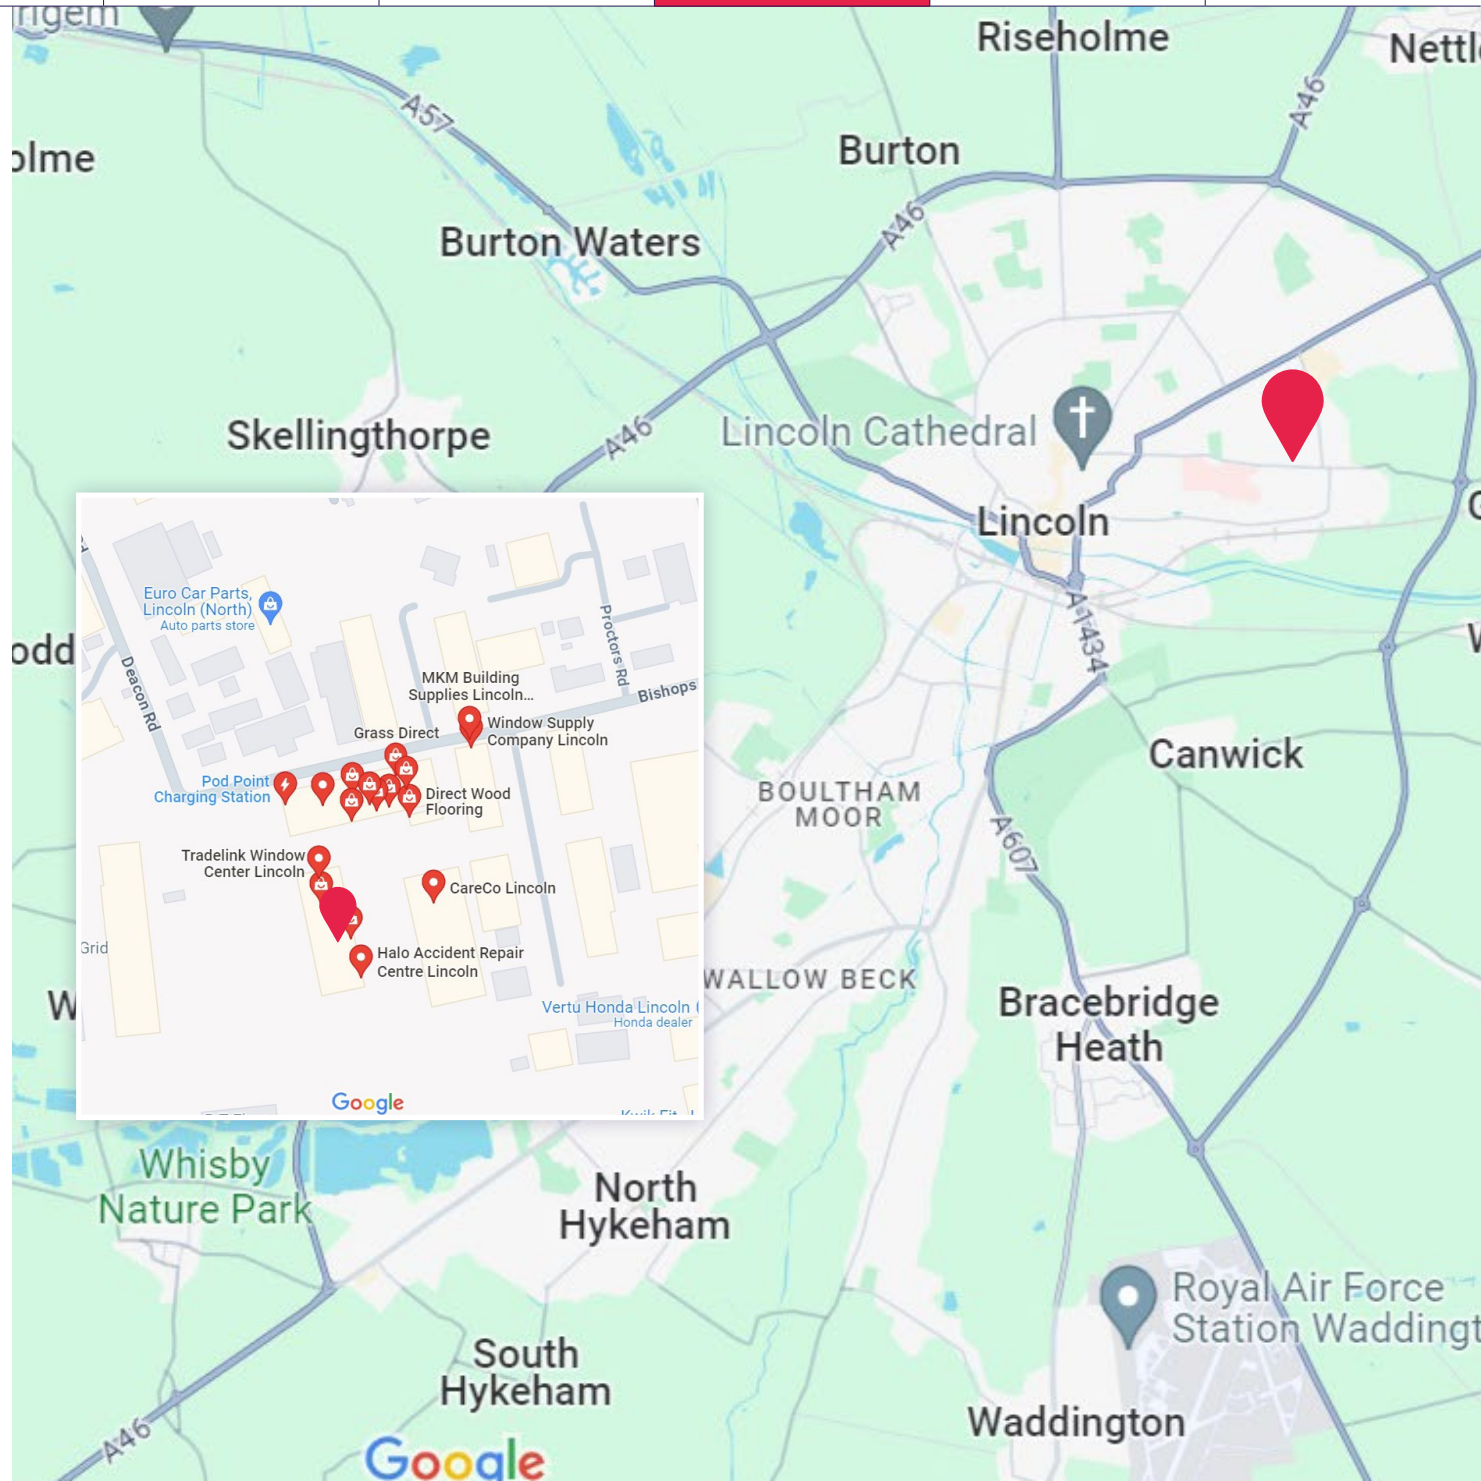 Riseholme
A57
A46
Burton
A46
Burton Waters
Skellingthorpe
A46
Lincoln Cathedral
Lincoln
A1434
Canwick
BOULTHAM
MOOR
A607
Bracebridge
Heath
Whisby
Nature Park
North
Hykeham
Royal Air Force
Station Waddingt
South
Hykeham
Waddington
A46
Google
Euro Car Parts,
Lincoln (North)
Auto parts store
Deacon Rd
Proctors Rd
MKM Building
Supplies Lincoln...
Bishops
Grass Direct
Window Supply
Company Lincoln
Pod Point
Charging Station
Direct Wood
Flooring
Tradelink Window
Center Lincoln
CareCo Lincoln
Grid
Halo Accident Repair
Centre Lincoln
Vertu Honda Lincoln (
Honda dealer
Google
WALLOW BECK
olme
Nettl
odd